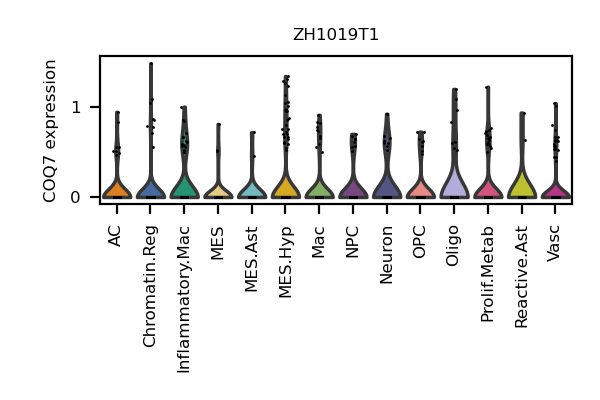 ZH1019T1
COQ7 expression
1
0
AC
Chromatin.Reg
Inflammatory.Mac
MES
MES.Ast
MES.Hyp
Mac
NPC
Neuron
OPC
Oligo
Prolif.Metab
Reactive.Ast
Vasc